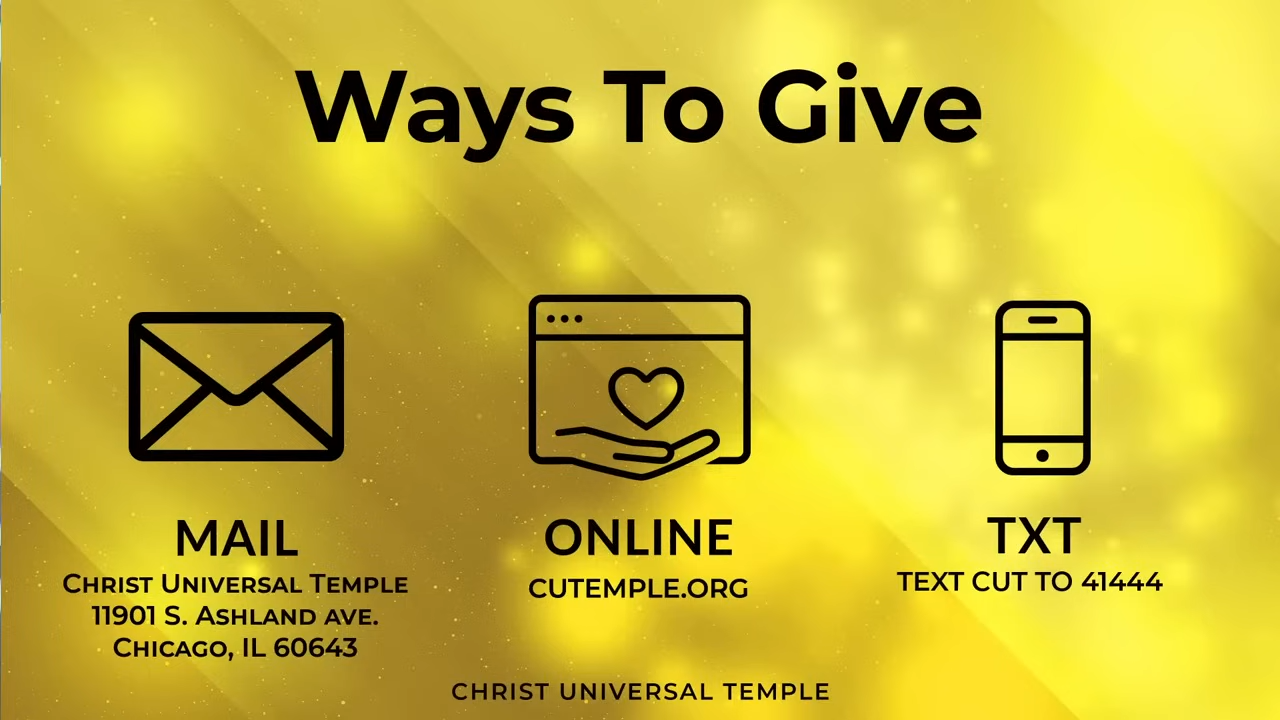 Ways To Give
MAIL
Christ Universal Temple
11901 S. Ashland ave.
Chicago, IL 60643
ONLINE
CUTEMPLE.ORG
TXT
TEXT CUT TO 41444
CHRIST UNIVERSAL TEMPLE